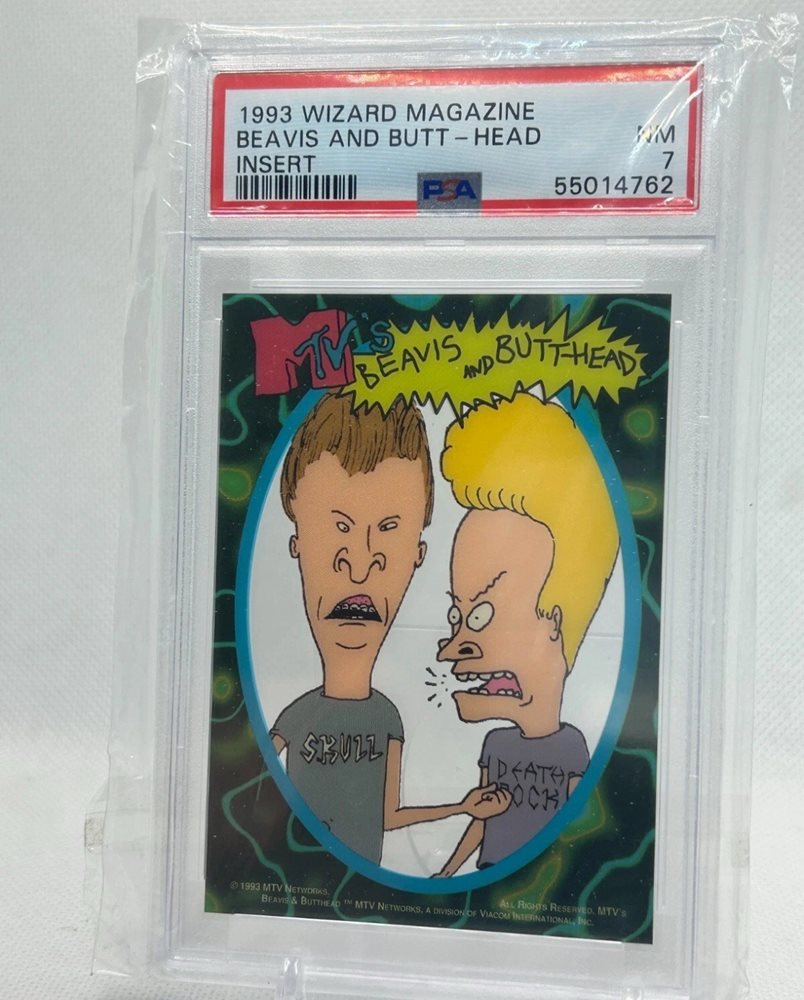 1993 WIZARD MAGAZINE
BEAVIS AND BUTT-HEAD NM
INSERT 7
PSA 55014762
MTV'S
BEAVIS AND BUTT-HEAD
SKULL
DEATH
ROCK
© 1993 MTV NETWORKS.
BEAVIS & BUTTHEAD ™ MTV NETWORKS, A DIVISION OF VIACOM INTERNATIONAL, INC.
ALL RIGHTS RESERVED. MTV'S